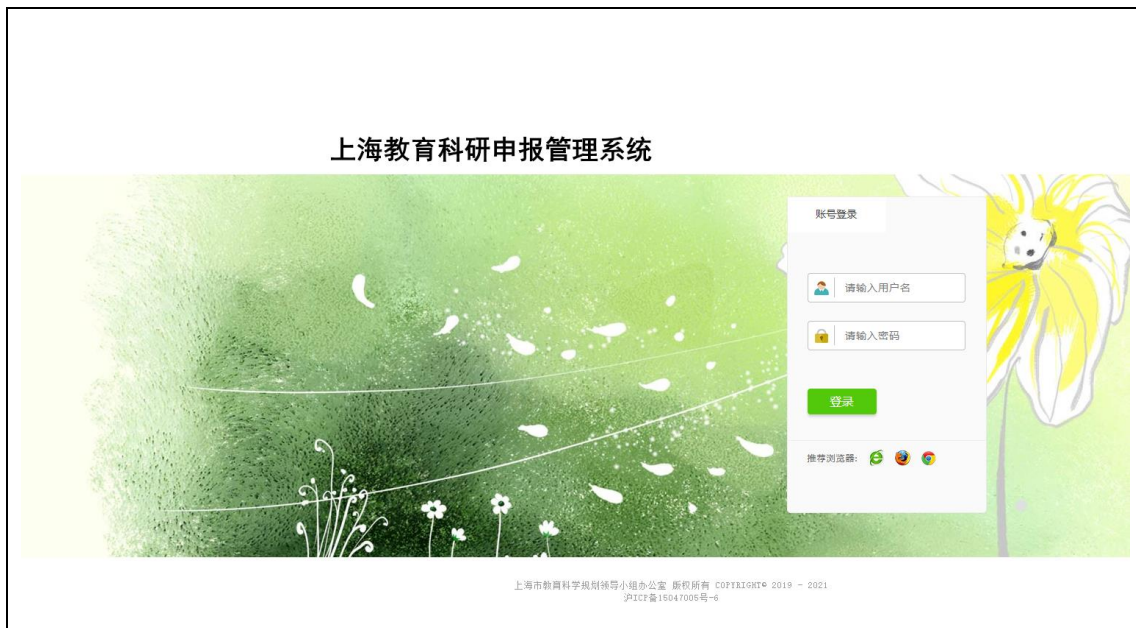 上海教育科研申报管理系统
账号登录
请输入用户名
请输入密码
登录
推荐浏览器:
上海市教育科学规划领导小组办公室 版权所有 COPYRIGHT© 2019 - 2021
沪ICP备15047005号-6